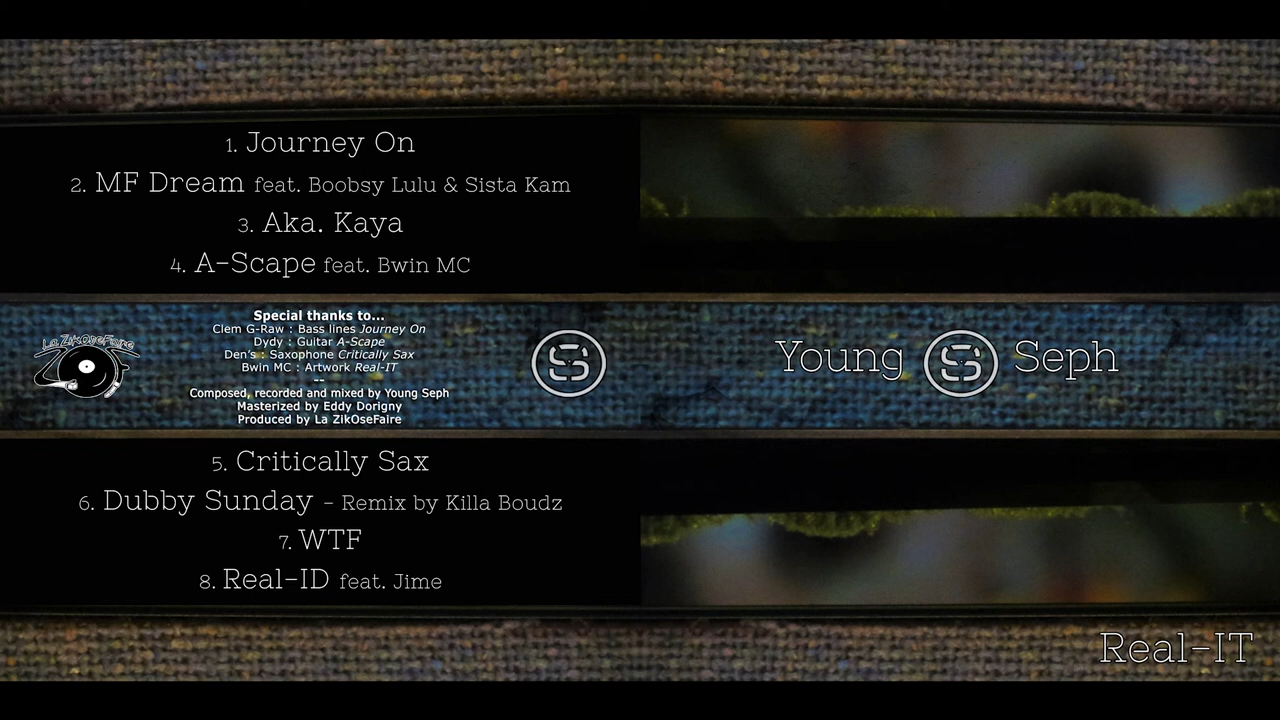 1. Journey On
2. MF Dream feat. Boobsy Lulu & Sista Kam
3. Aka. Kaya
4. A-Scape feat. Bwin MC
La ZikOseFaire
Special thanks to...
Clem G-Raw : Bass lines Journey On
Dydy : Guitar A-Scape
Den's : Saxophone Critically Sax
Bwin MC : Artwork Real-IT
--
Composed, recorded and mixed by Young Seph
Masterized by Eddy Dorigny
Produced by La ZikOseFaire
S
Young S Seph
5. Critically Sax
6. Dubby Sunday - Remix by Killa Boudz
7. WTF
8. Real-ID feat. Jime
Real-IT